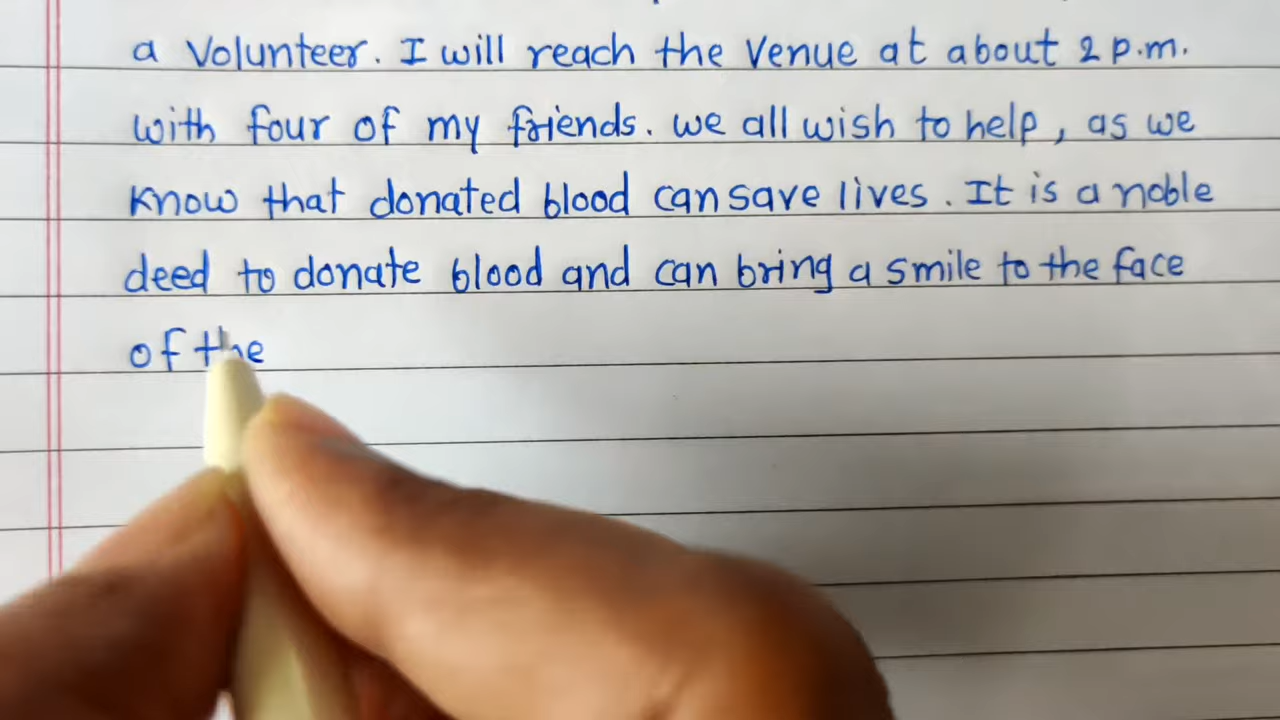 a Volunteer. I will reach the Venue at about 2 p.m.
with four of my friends. we all wish to help, as we
know that donated blood can save lives. It is a noble
deed to donate blood and can bring a smile to the face
of the